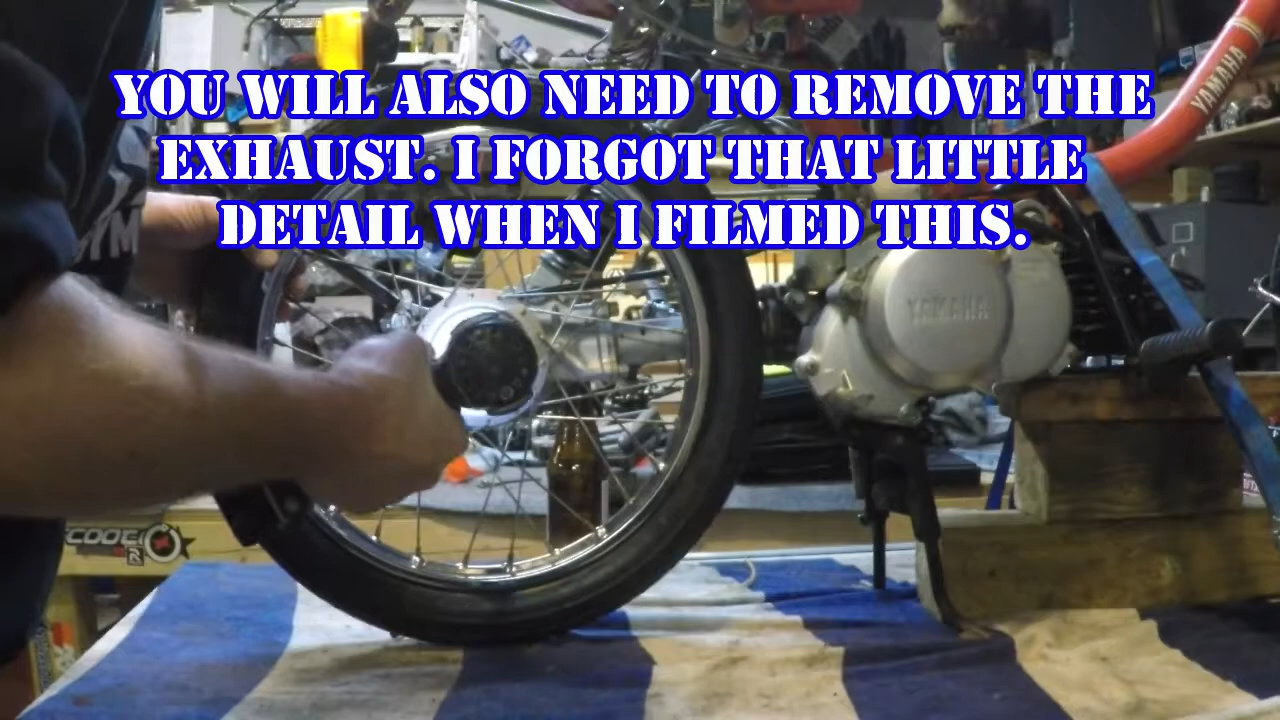 YOU WILL ALSO NEED TO REMOVE THE
EXHAUST. I FORGOT THAT LITTLE
DETAIL WHEN I FILMED THIS.
YAMAHA
YAMAHA